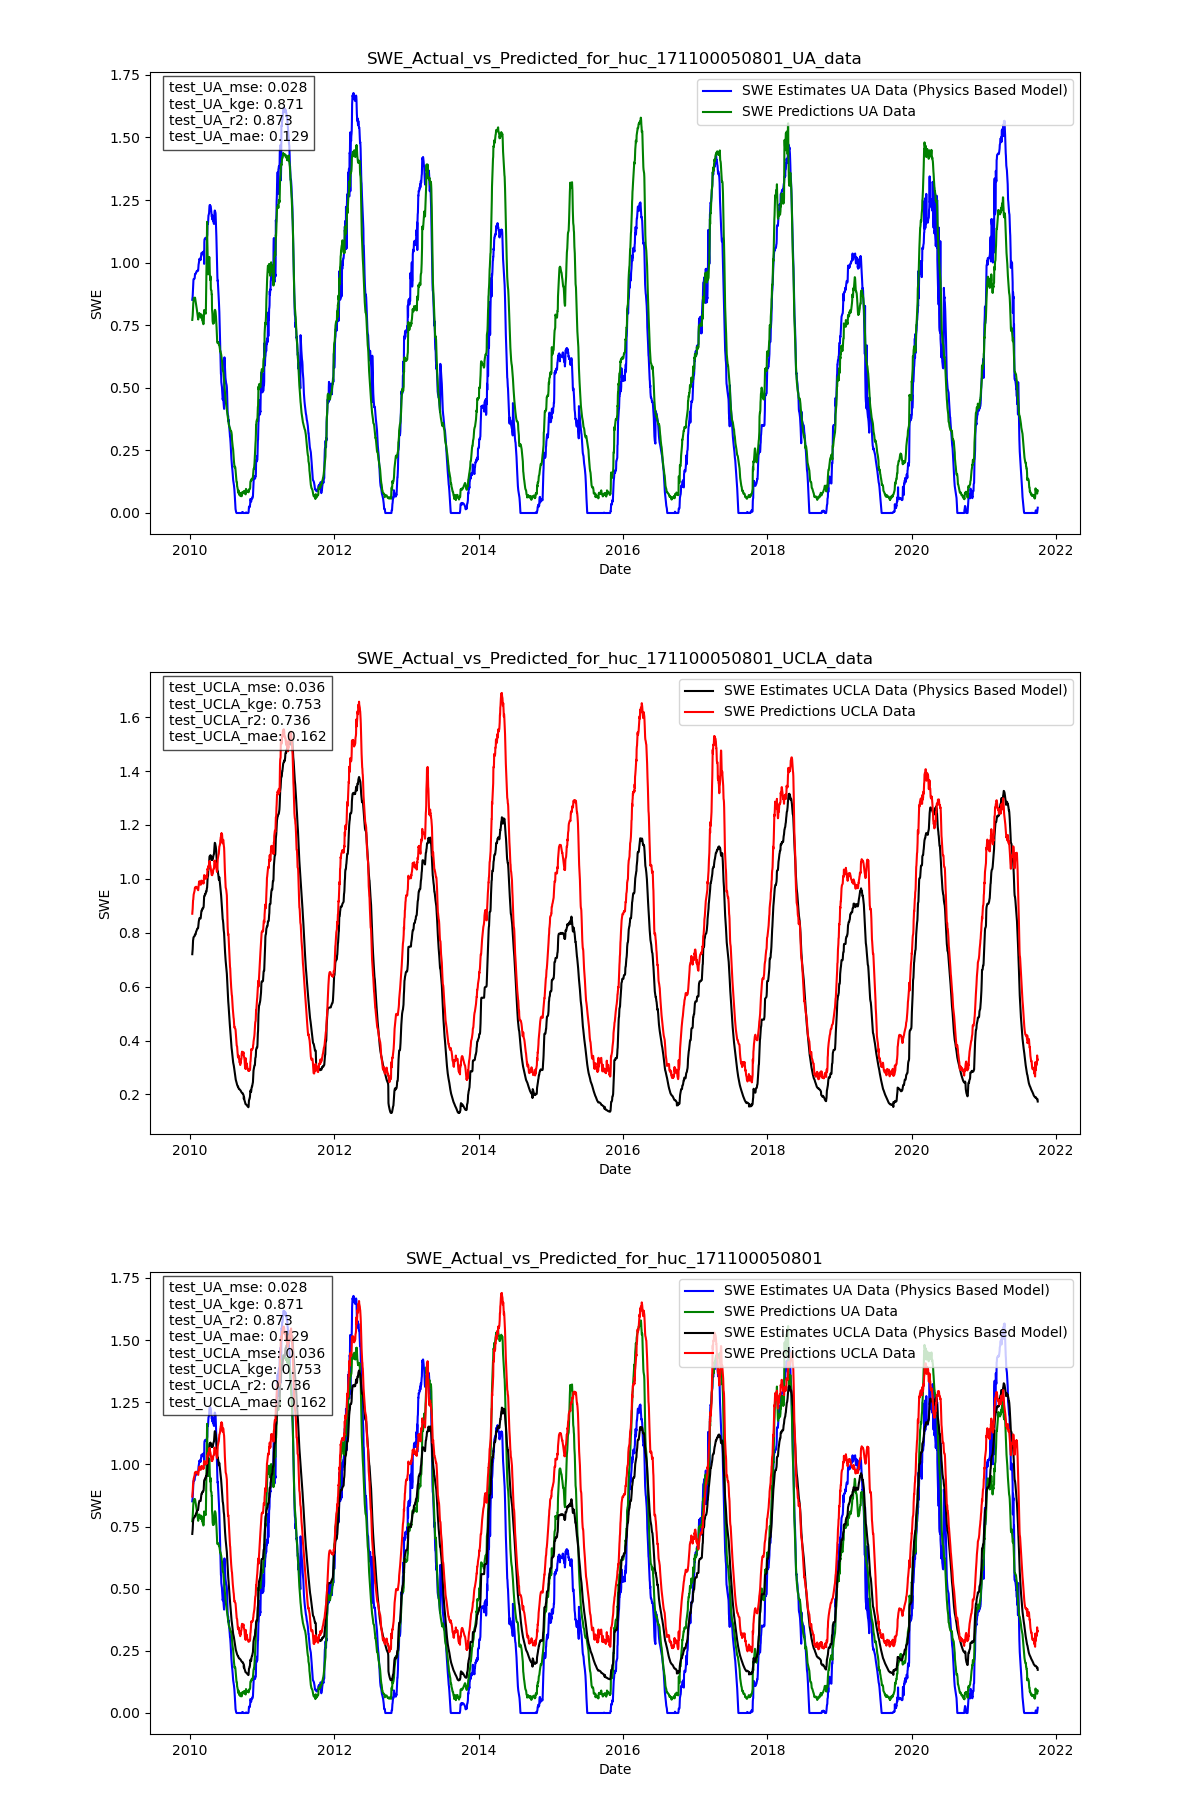 SWE_Actual_vs_Predicted_for_huc_171100050801_UA_data
test_UA_mse: 0.028
test_UA_kge: 0.871
test_UA_r2: 0.873
test_UA_mae: 0.129
SWE Estimates UA Data (Physics Based Model)
SWE Predictions UA Data
1.75
1.50
1.25
1.00
0.75
0.50
0.25
0.00
SWE
2010 2012 2014 2016 2018 2020 2022
Date
SWE_Actual_vs_Predicted_for_huc_171100050801_UCLA_data
test_UCLA_mse: 0.036
test_UCLA_kge: 0.753
test_UCLA_r2: 0.736
test_UCLA_mae: 0.162
SWE Estimates UCLA Data (Physics Based Model)
SWE Predictions UCLA Data
1.6
1.4
1.2
1.0
0.8
0.6
0.4
0.2
SWE
2010 2012 2014 2016 2018 2020 2022
Date
SWE_Actual_vs_Predicted_for_huc_171100050801
test_UA_mse: 0.028
test_UA_kge: 0.871
test_UA_r2: 0.873
test_UA_mae: 0.129
test_UCLA_mse: 0.036
test_UCLA_kge: 0.753
test_UCLA_r2: 0.736
test_UCLA_mae: 0.162
SWE Estimates UA Data (Physics Based Model)
SWE Predictions UA Data
SWE Estimates UCLA Data (Physics Based Model)
SWE Predictions UCLA Data
1.75
1.50
1.25
1.00
0.75
0.50
0.25
0.00
SWE
2010 2012 2014 2016 2018 2020 2022
Date